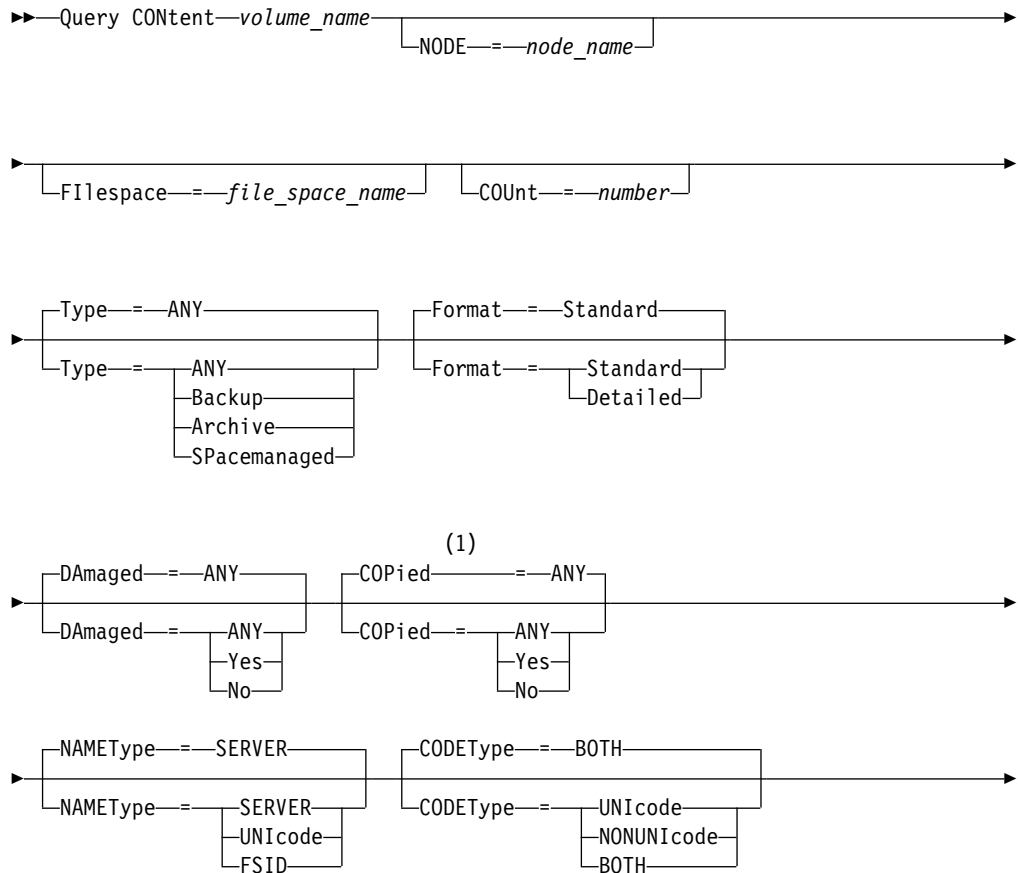 Query CONtent volume_name
NODE = node_name
FIlespace = file_space_name COUnt = number
Type = ANY Format = Standard
Type = ANY Format = Standard
Backup Detailed
Archive
SPacemanaged
(1)
DAmaged = ANY COPied = ANY
DAmaged = ANY COPied = ANY
Yes Yes
No No
NAMEType = SERVER CODEType = BOTH
NAMEType = SERVER CODEType = UNIcode
UNIcode NONUNIcode
FSID BOTH